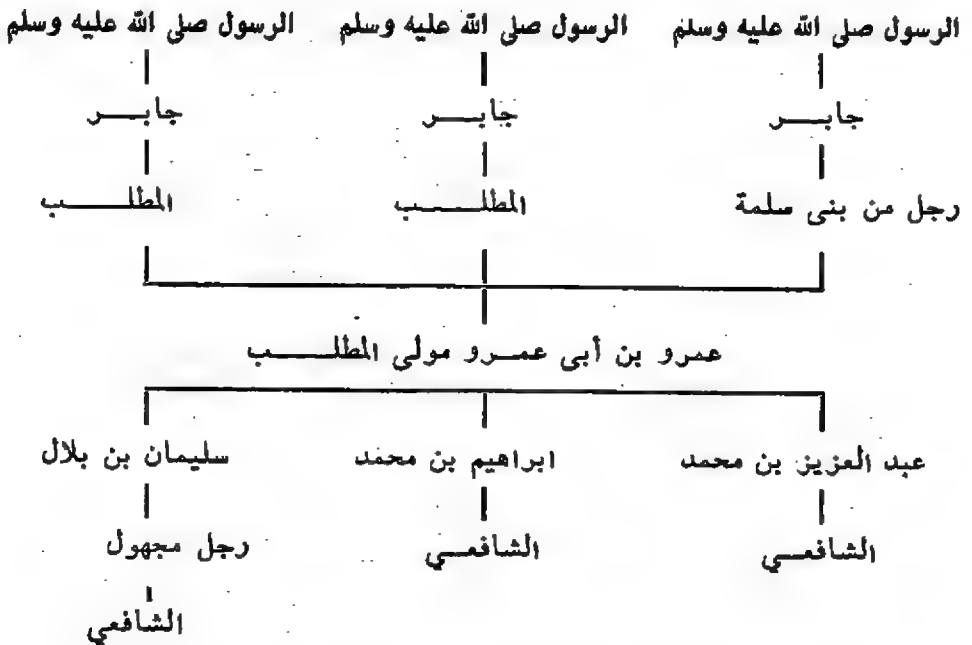 الرسول صلى الله عليه وسلم الرسول صلى الله عليه وسلم الرسول صلى الله عليه وسلم
جابر جابر جابر
رجل من بنى سلمة المطلب المطلب
عمرو بن أبى عمرو مولى المطلب
عبد العزيز بن محمد ابراهيم بن محمد سليمان بن بلال
الشافعي الشافعي رجل مجهول
الشافعي